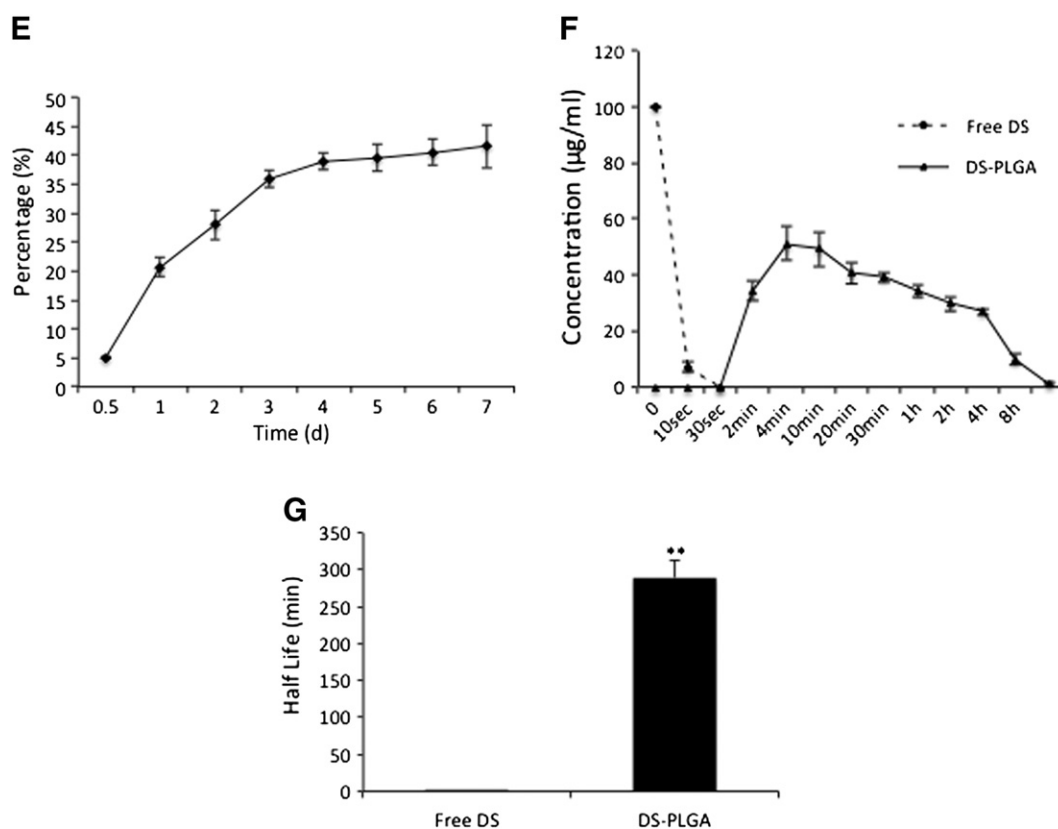 E
Percentage (%)
50
45
40
35
30
25
20
15
10
5
0
0.5 1 2 3 4 5 6 7
Time (d)
F
Concentration (µg/ml)
120
100
80
60
40
20
0
0 10sec 30sec 2min 4min 10min 20min 30min 1h 2h 4h 8h
Free DS
DS-PLGA
G
Half Life (min)
350
300
250
200
150
100
50
0
**
Free DS DS-PLGA